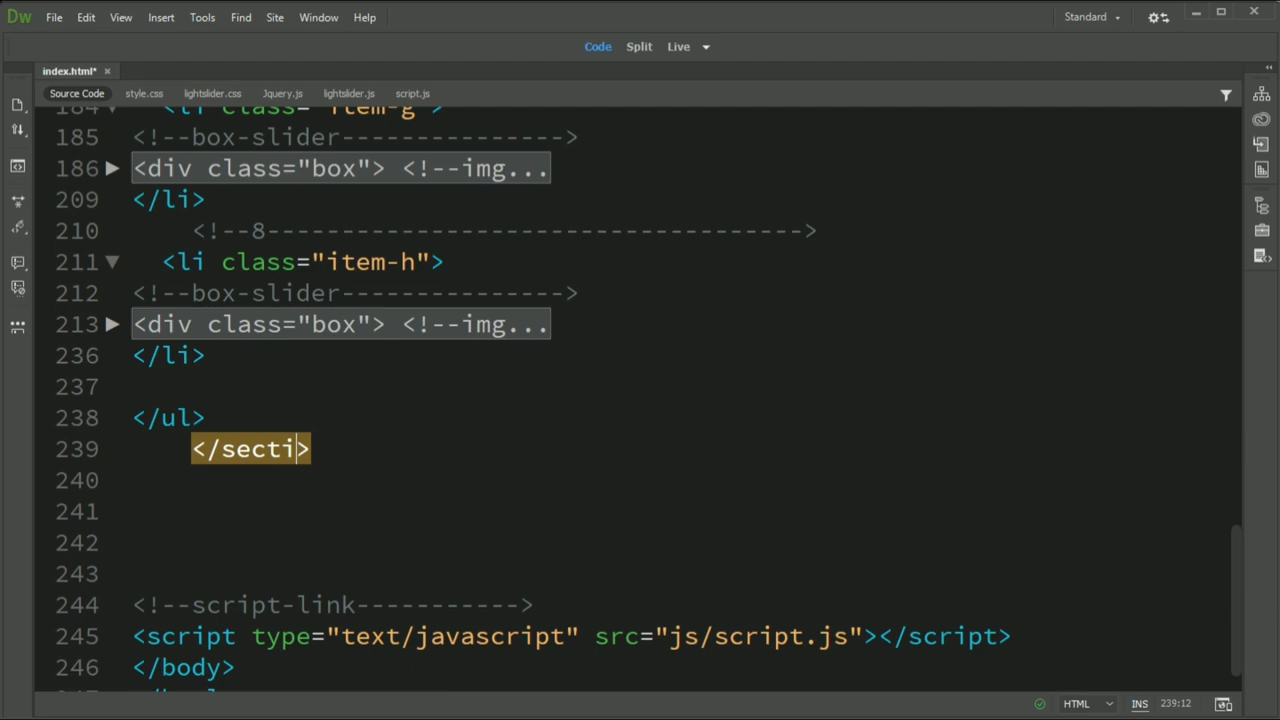 Dw File Edit View Insert Tools Find Site Window Help Standard
Code Split Live
index.html* ×
Source Code style.css lightslider.css Jquery.js lightslider.js script.js
184 <li class="item-g">
185 <!--box-slider--------------->
186 <div class="box"> <!--img...
209 </li>
210 <!--8------------------------------------>
211 <li class="item-h">
212 <!--box-slider--------------->
213 <div class="box"> <!--img...
236 </li>
237
238 </ul>
239 </secti>
240
241
242
243
244 <!--script-link----------->
245 <script type="text/javascript" src="js/script.js"></script>
246 </body>
HTML INS 239:12